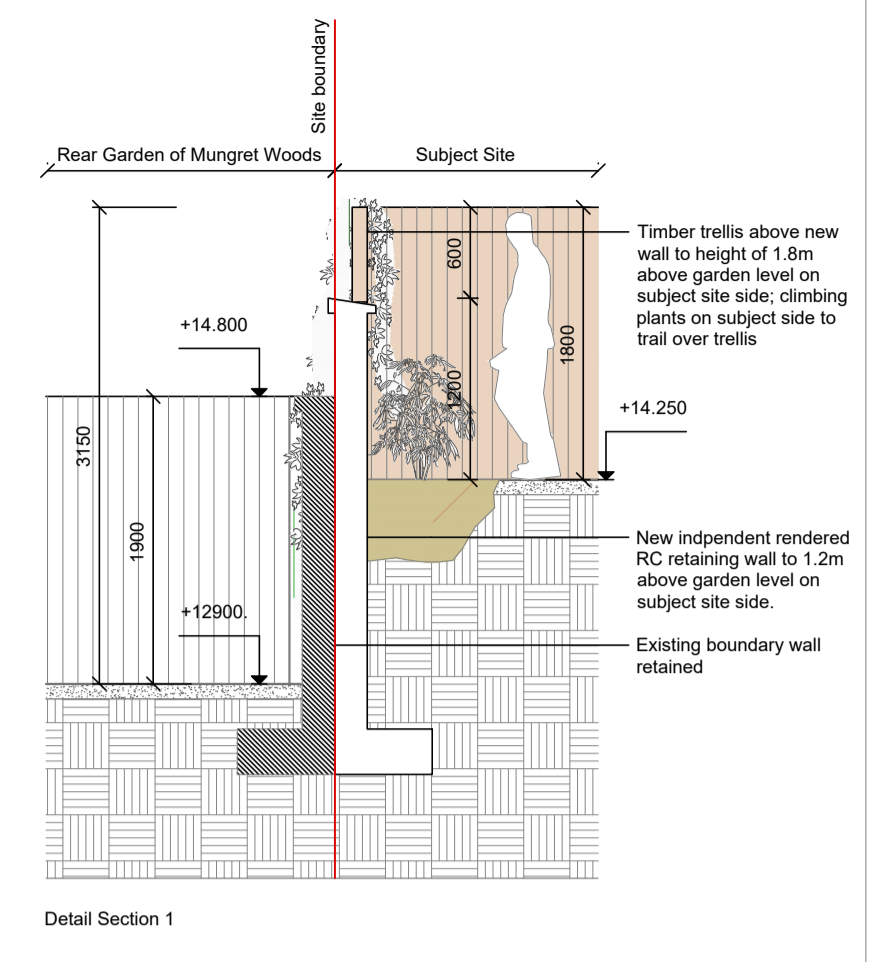 Site boundary
Rear Garden of Mungret Woods
Subject Site
Timber trellis above new
wall to height of 1.8m
above garden level on
subject site side; climbing
plants on subject side to
trail over trellis
600
+14.800
1800
1200
+14.250
3150
1900
New indpendent rendered
RC retaining wall to 1.2m
above garden level on
subject site side.
+12900.
Existing boundary wall
retained
Detail Section 1